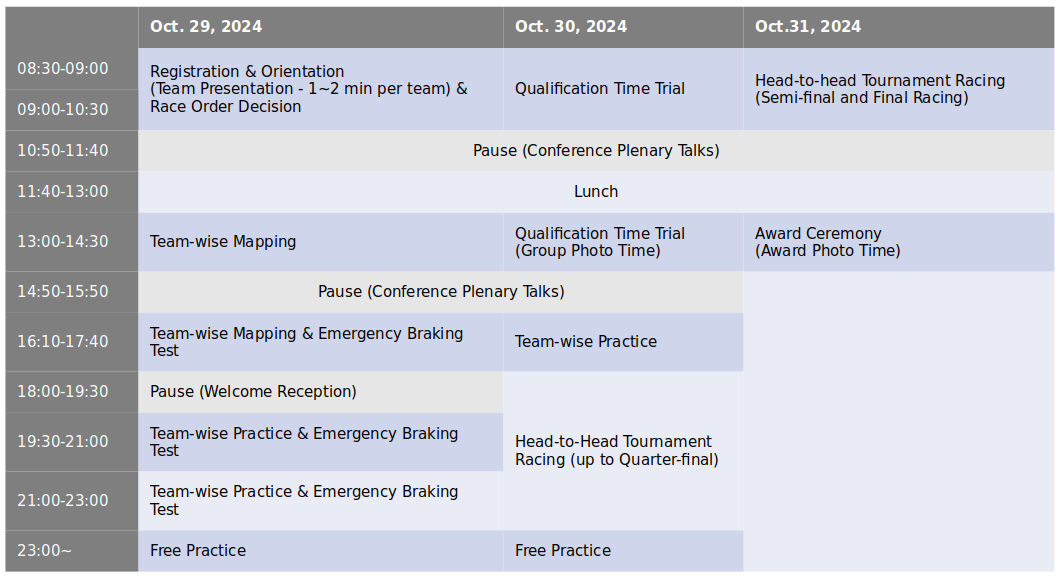 Oct. 29, 2024
Oct. 30, 2024
Oct.31, 2024
08:30-09:00
09:00-10:30
Registration & Orientation
(Team Presentation - 1~2 min per team) &
Race Order Decision
Qualification Time Trial
Head-to-head Tournament Racing
(Semi-final and Final Racing)
10:50-11:40
Pause (Conference Plenary Talks)
11:40-13:00
Lunch
13:00-14:30
Team-wise Mapping
Qualification Time Trial
(Group Photo Time)
Award Ceremony
(Award Photo Time)
14:50-15:50
Pause (Conference Plenary Talks)
16:10-17:40
Team-wise Mapping & Emergency Braking
Test
Team-wise Practice
18:00-19:30
Pause (Welcome Reception)
19:30-21:00
Team-wise Practice & Emergency Braking
Test
Head-to-Head Tournament
Racing (up to Quarter-final)
21:00-23:00
Team-wise Practice & Emergency Braking
Test
23:00~
Free Practice
Free Practice